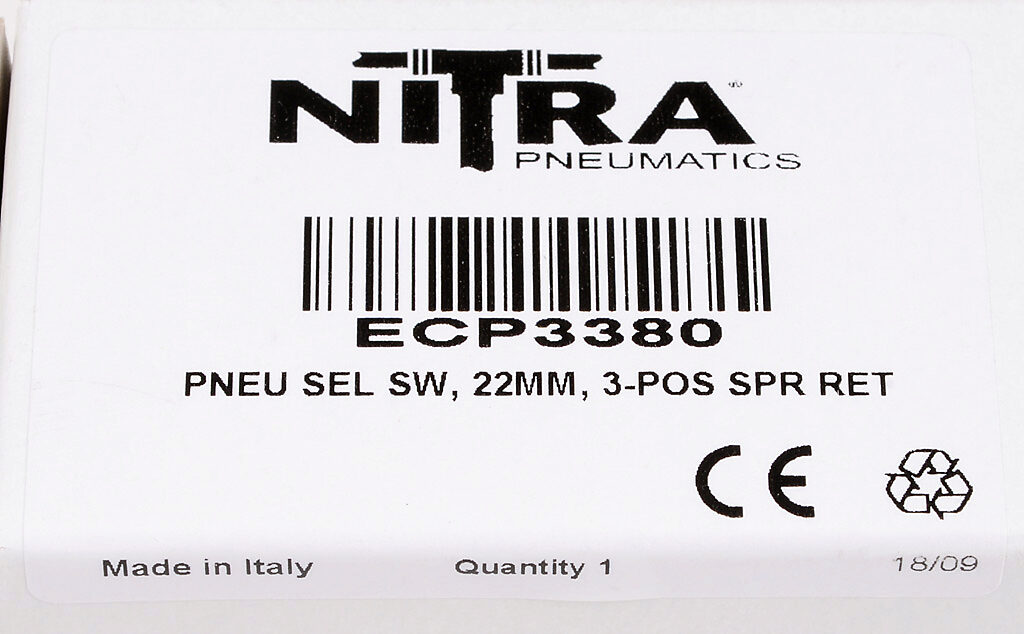 NITRA®
PNEUMATICS
ECP3380
PNEU SEL SW, 22MM, 3-POS SPR RET
CE
Made in Italy Quantity 1 18/09